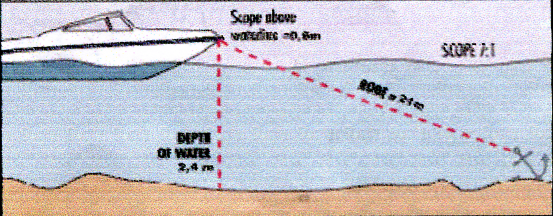 Scope above
waterline =0,6m
SCOPE 7:1
ROPE = 21m
DEPTH
OF WATER
2,4 m